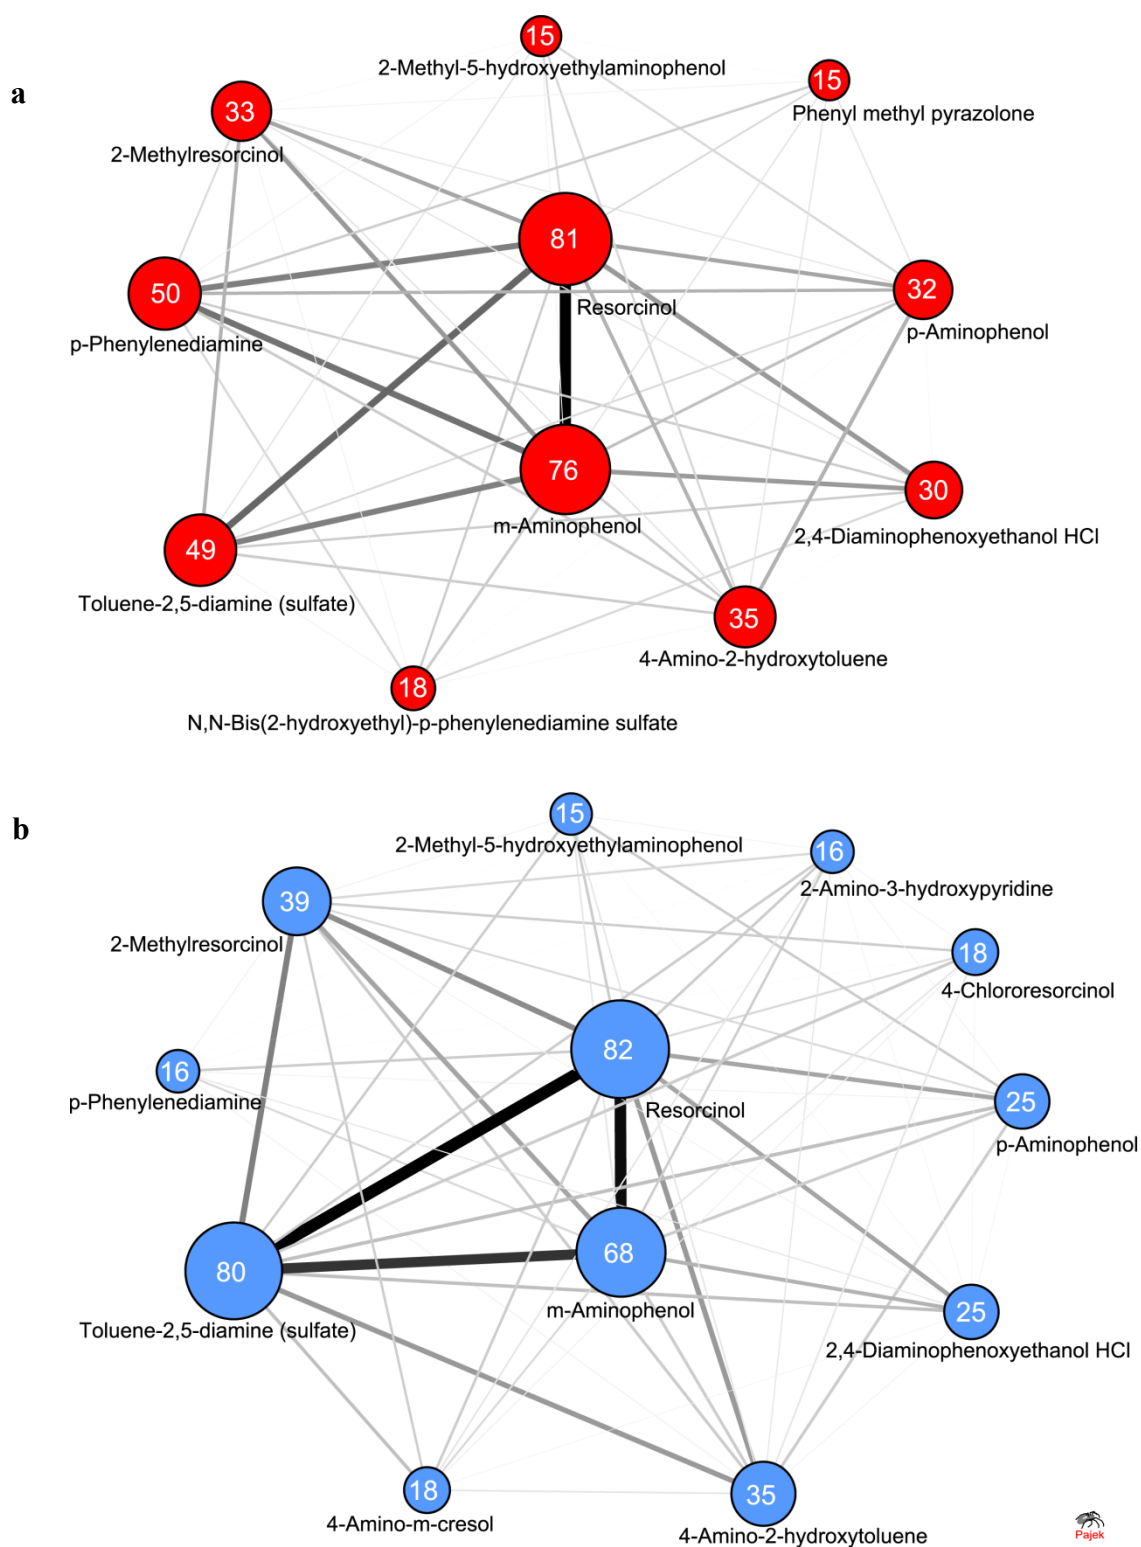 a
15
2-Methyl-5-hydroxyethylaminophenol
15
Phenyl methyl pyrazolone
33
2-Methylresorcinol
81
Resorcinol
50
p-Phenylenediamine
32
p-Aminophenol
76
m-Aminophenol
30
2,4-Diaminophenoxyethanol HCl
49
Toluene-2,5-diamine (sulfate)
35
4-Amino-2-hydroxytoluene
18
N,N-Bis(2-hydroxyethyl)-p-phenylenediamine sulfate
b
15
2-Methyl-5-hydroxyethylaminophenol
16
2-Amino-3-hydroxypyridine
39
2-Methylresorcinol
18
4-Chlororesorcinol
82
Resorcinol
16
p-Phenylenediamine
25
p-Aminophenol
68
m-Aminophenol
80
Toluene-2,5-diamine (sulfate)
25
2,4-Diaminophenoxyethanol HCl
18
4-Amino-m-cresol
35
4-Amino-2-hydroxytoluene
Pajek